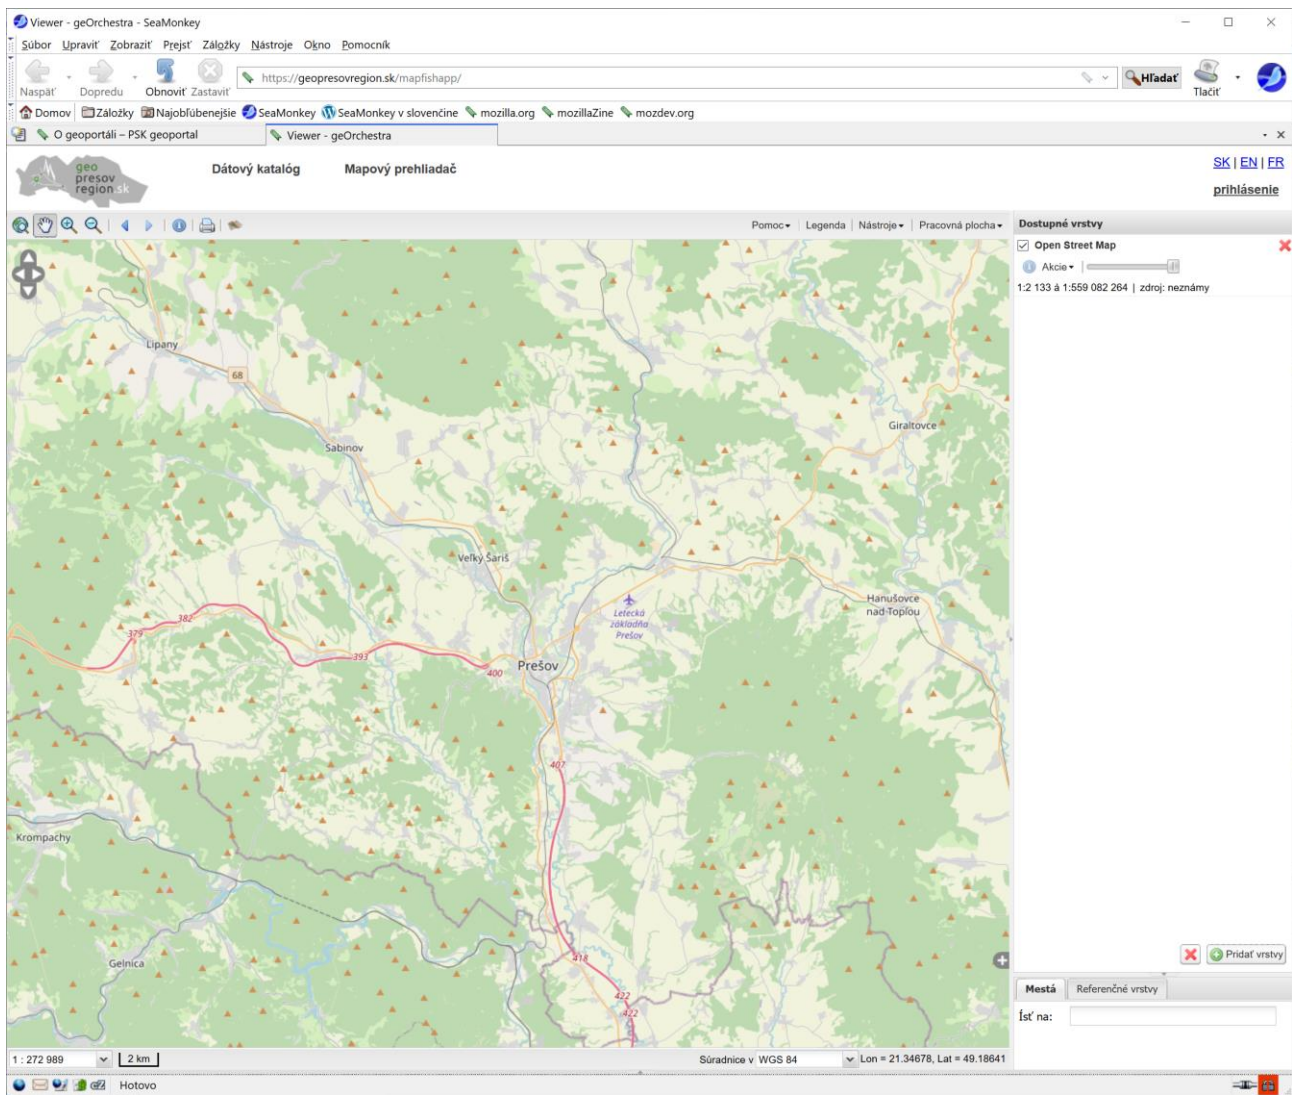 Viewer - geOrchestra - SeaMonkey
Súbor Upraviť Zobraziť Prejsť Záložky Nástroje Okno Pomocník
Naspäť Dopredu Obnoviť Zastaviť https://geopresovregion.sk/mapfishapp/ Hľadať Tlačiť
Domov Záložky Najobľúbenejšie SeaMonkey SeaMonkey v slovenčine mozilla.org mozillaZine mozdev.org
O geoportáli – PSK geoportal Viewer - geOrchestra
geo
presov
region.sk
Dátový katalóg Mapový prehliadač
SK | EN | FR
prihlásenie
Pomoc Legenda Nástroje Pracovná plocha
Dostupné vrstvy
Open Street Map
Akcie
1:2 133 á 1:559 082 264 | zdroj: neznámy
Lipany
68
Giraltovce
Sabinov
Veľký Šariš
Hanušovce
nad Topľou
Letecká
základňa
Prešov
382
379
393
400
Prešov
407
Krompachy
Gelnica
418
422
422
Pridať vrstvy
Mestá Referenčné vrstvy
Ísť na:
1 : 272 989 2 km Súradnice v WGS 84 Lon = 21.34678, Lat = 49.18641
Hotovo